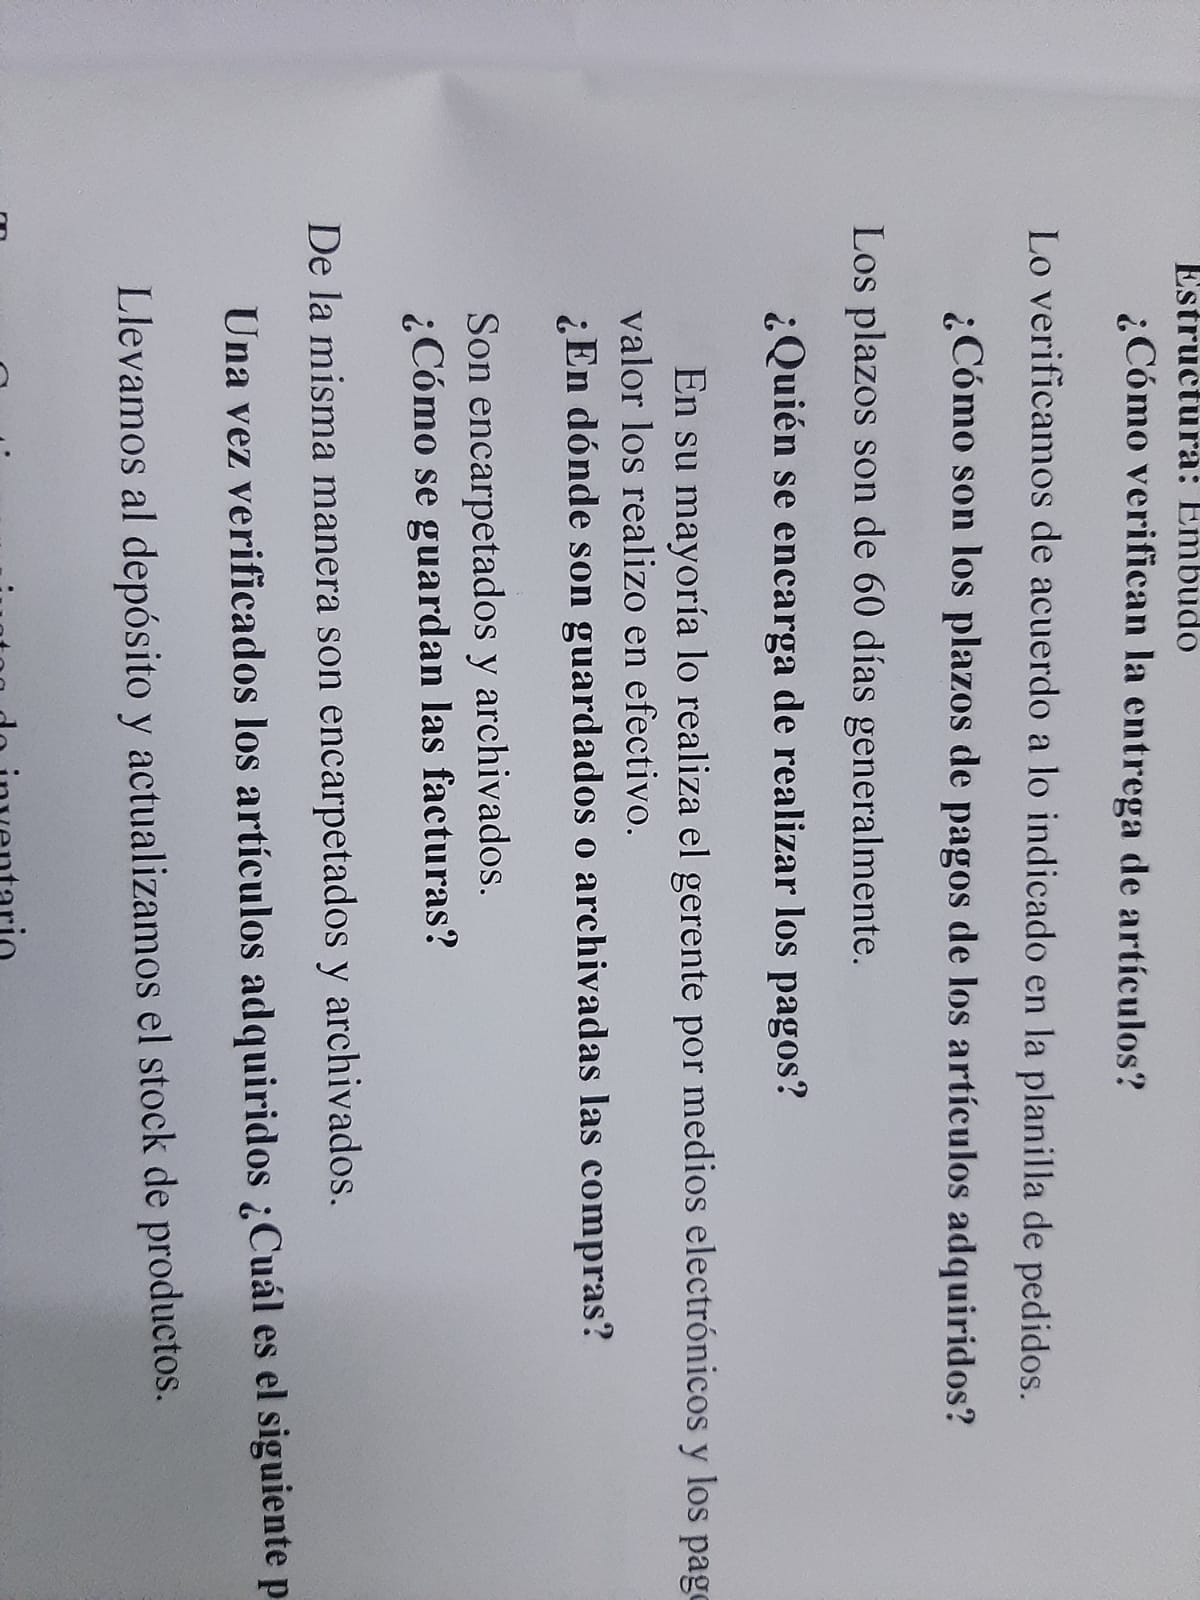 Estructura: Embudo
¿Cómo verifican la entrega de artículos?
Lo verificamos de acuerdo a lo indicado en la planilla de pedidos.
¿Cómo son los plazos de pagos de los artículos adquiridos?
Los plazos son de 60 días generalmente.
¿Quién se encarga de realizar los pagos?
En su mayoría lo realiza el gerente por medios electrónicos y los
valor los realizo en efectivo.
¿En dónde son guardados o archivadas las compras?
Son encarpetados y archivados.
¿Cómo se guardan las facturas?
De la misma manera son encarpetados y archivados.
Una vez verificados los artículos adquiridos ¿Cuál es el siguiente
Llevamos al depósito y actualizamos el stock de productos.
de inventario